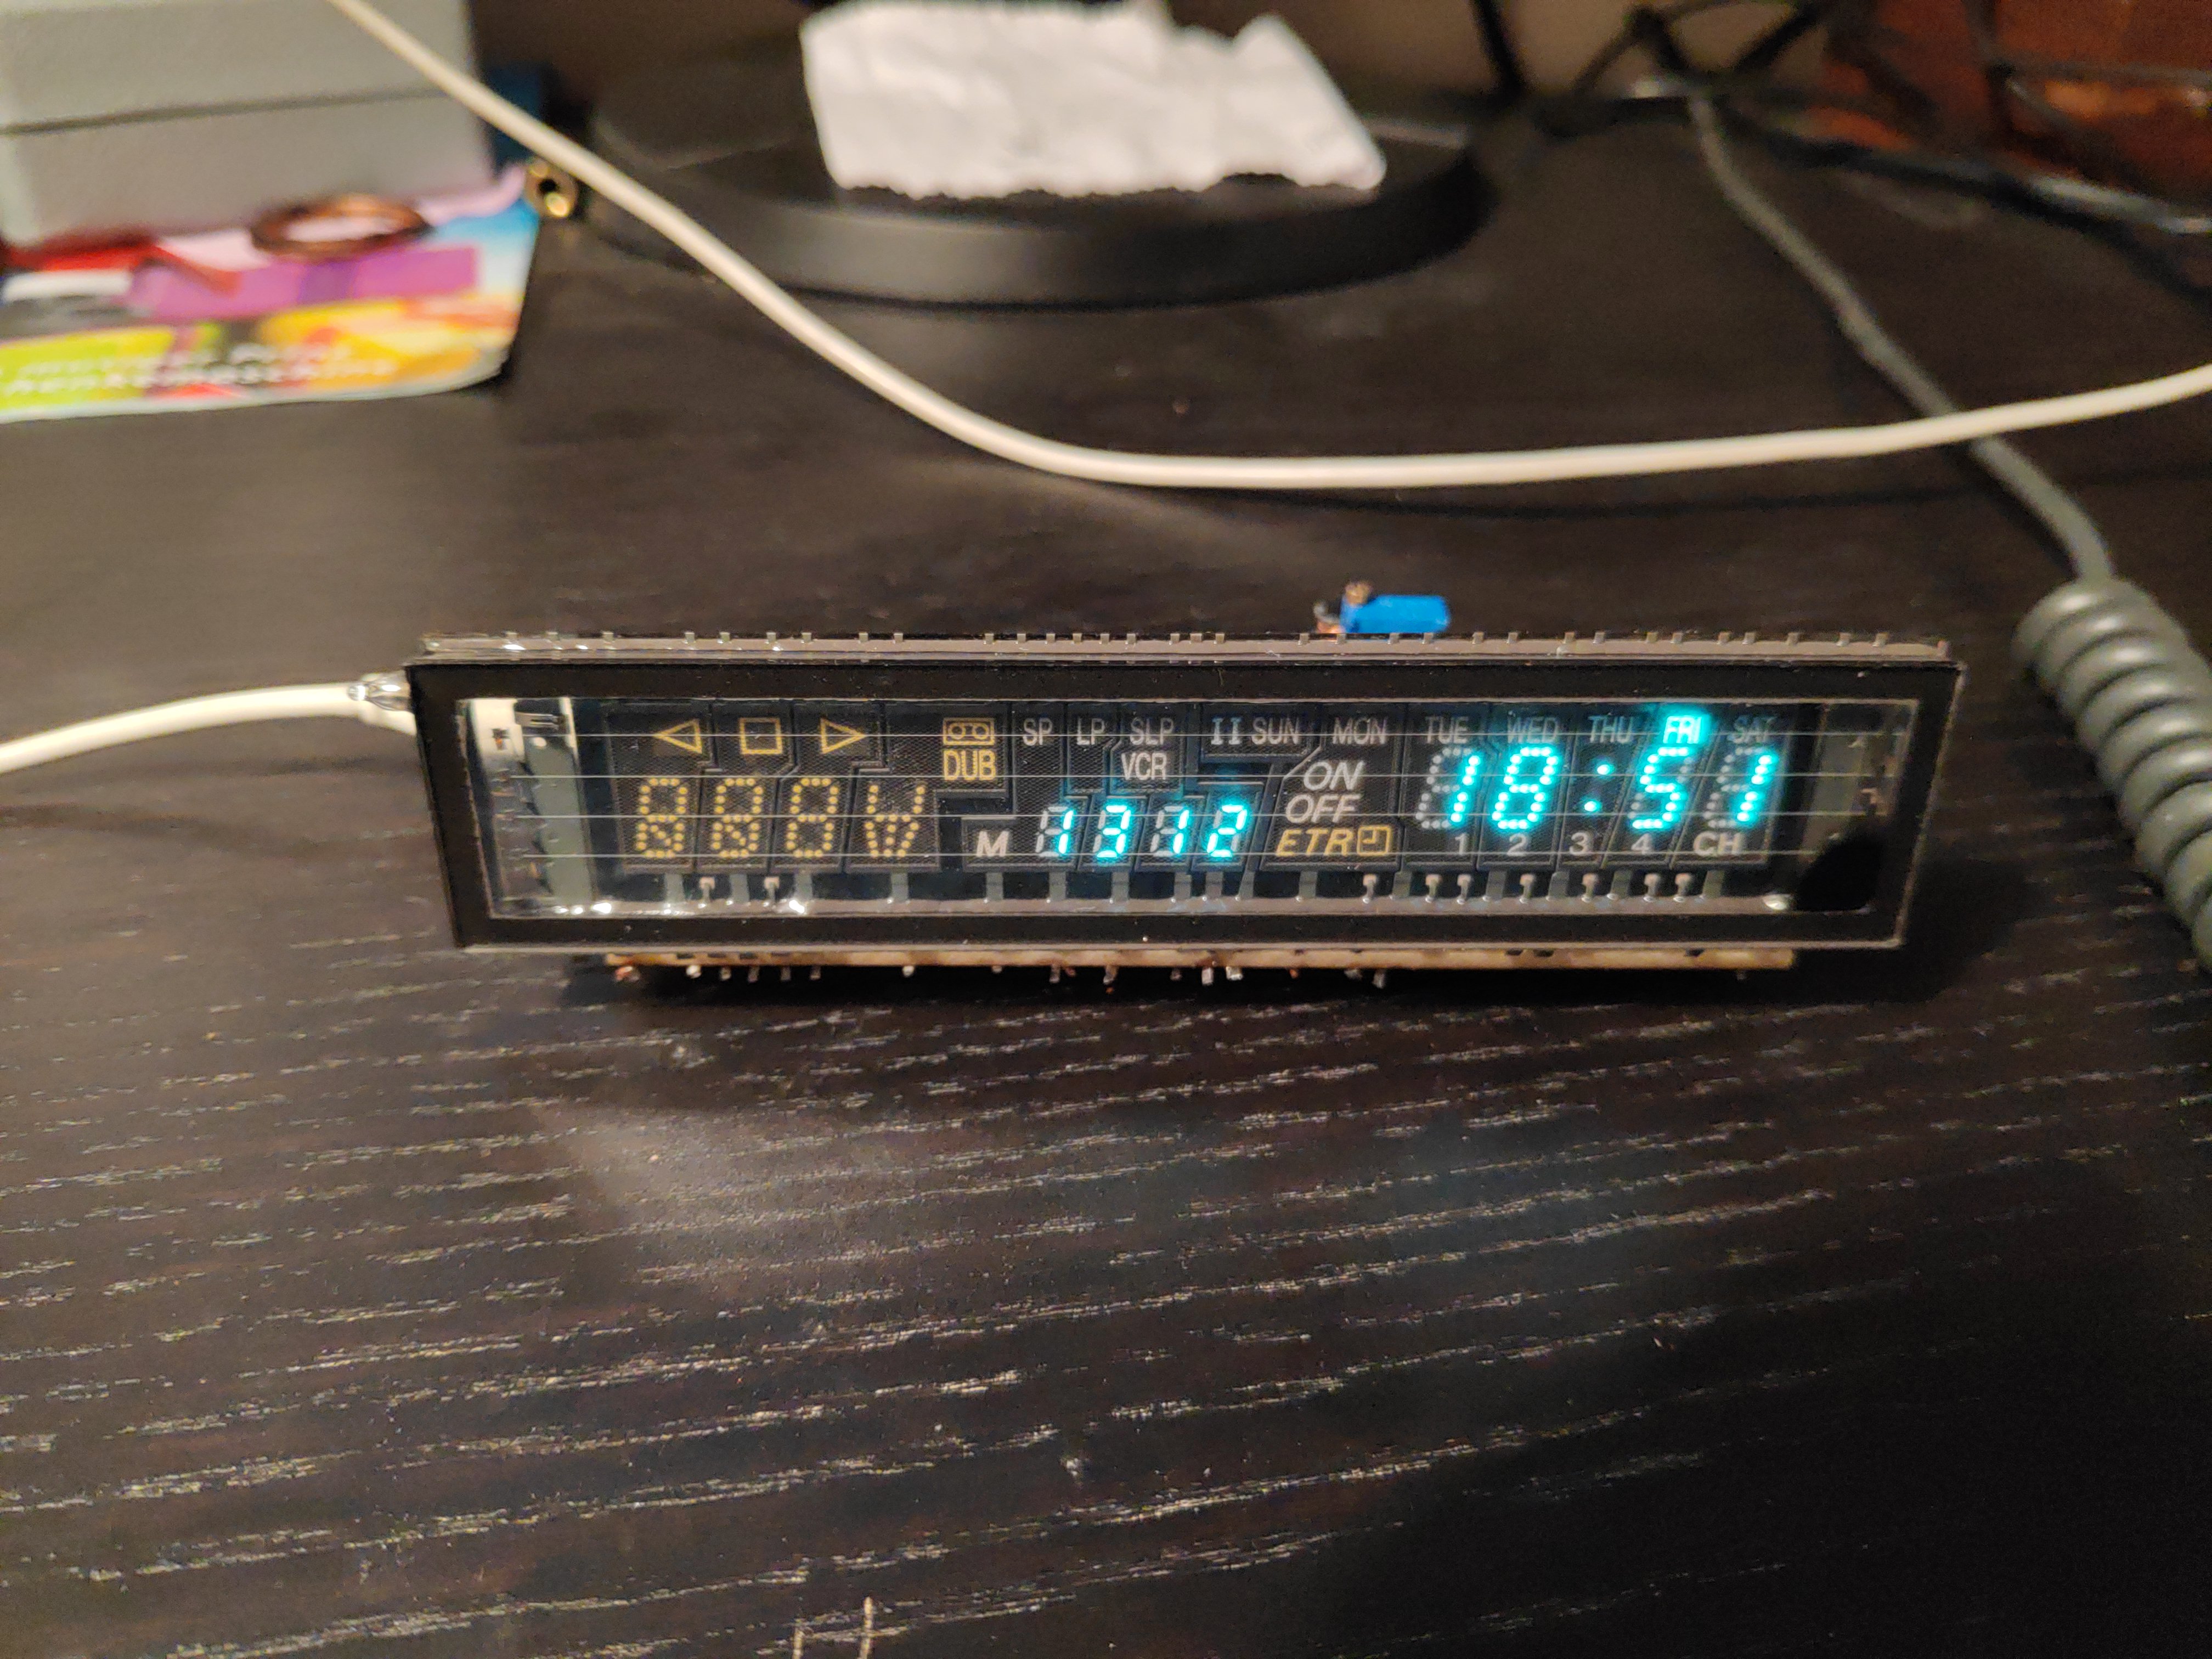 SP LP SLP II SUN MON TUE WED THU FRI SAT
DUB VCR ON
OFF 18:51
M 1312 ETR 1 2 3 4 CH